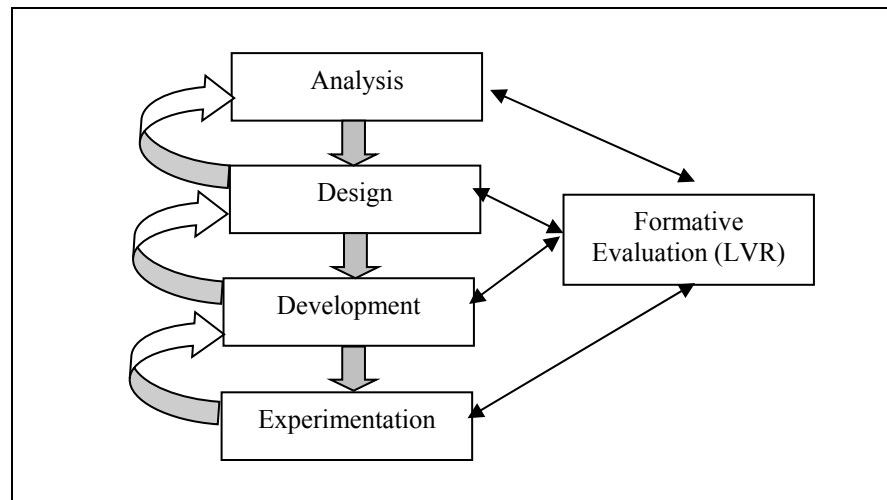 Analysis
Design
Formative
Evaluation (LVR)
Development
Experimentation